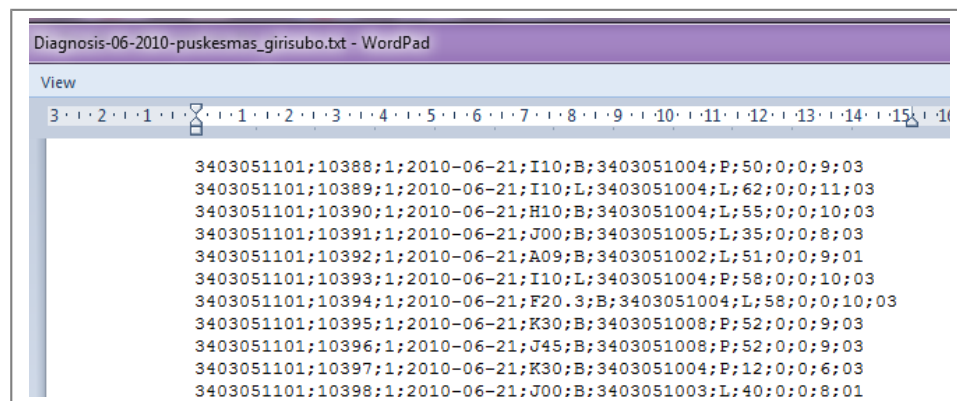 Diagnosis-06-2010-puskesmas_girisubo.txt - WordPad
View
3 · 2 · 1 · 1 · 2 · 3 · 4 · 5 · 6 · 7 · 8 · 9 · 10 · 11 · 12 · 13 · 14 · 15 · 16
3403051101;10388;1;2010-06-21;I10;B;3403051004;P;50;0;0;9;03
3403051101;10389;1;2010-06-21;I10;L;3403051004;L;62;0;0;11;03
3403051101;10390;1;2010-06-21;H10;B;3403051004;L;55;0;0;10;03
3403051101;10391;1;2010-06-21;J00;B;3403051005;L;35;0;0;8;03
3403051101;10392;1;2010-06-21;A09;B;3403051002;L;51;0;0;9;01
3403051101;10393;1;2010-06-21;I10;L;3403051004;P;58;0;0;10;03
3403051101;10394;1;2010-06-21;F20.3;B;3403051004;L;58;0;0;10;03
3403051101;10395;1;2010-06-21;K30;B;3403051008;P;52;0;0;9;03
3403051101;10396;1;2010-06-21;J45;B;3403051008;P;52;0;0;9;03
3403051101;10397;1;2010-06-21;K30;B;3403051004;P;12;0;0;6;03
3403051101;10398;1;2010-06-21;J00;B;3403051003;L;40;0;0;8;01